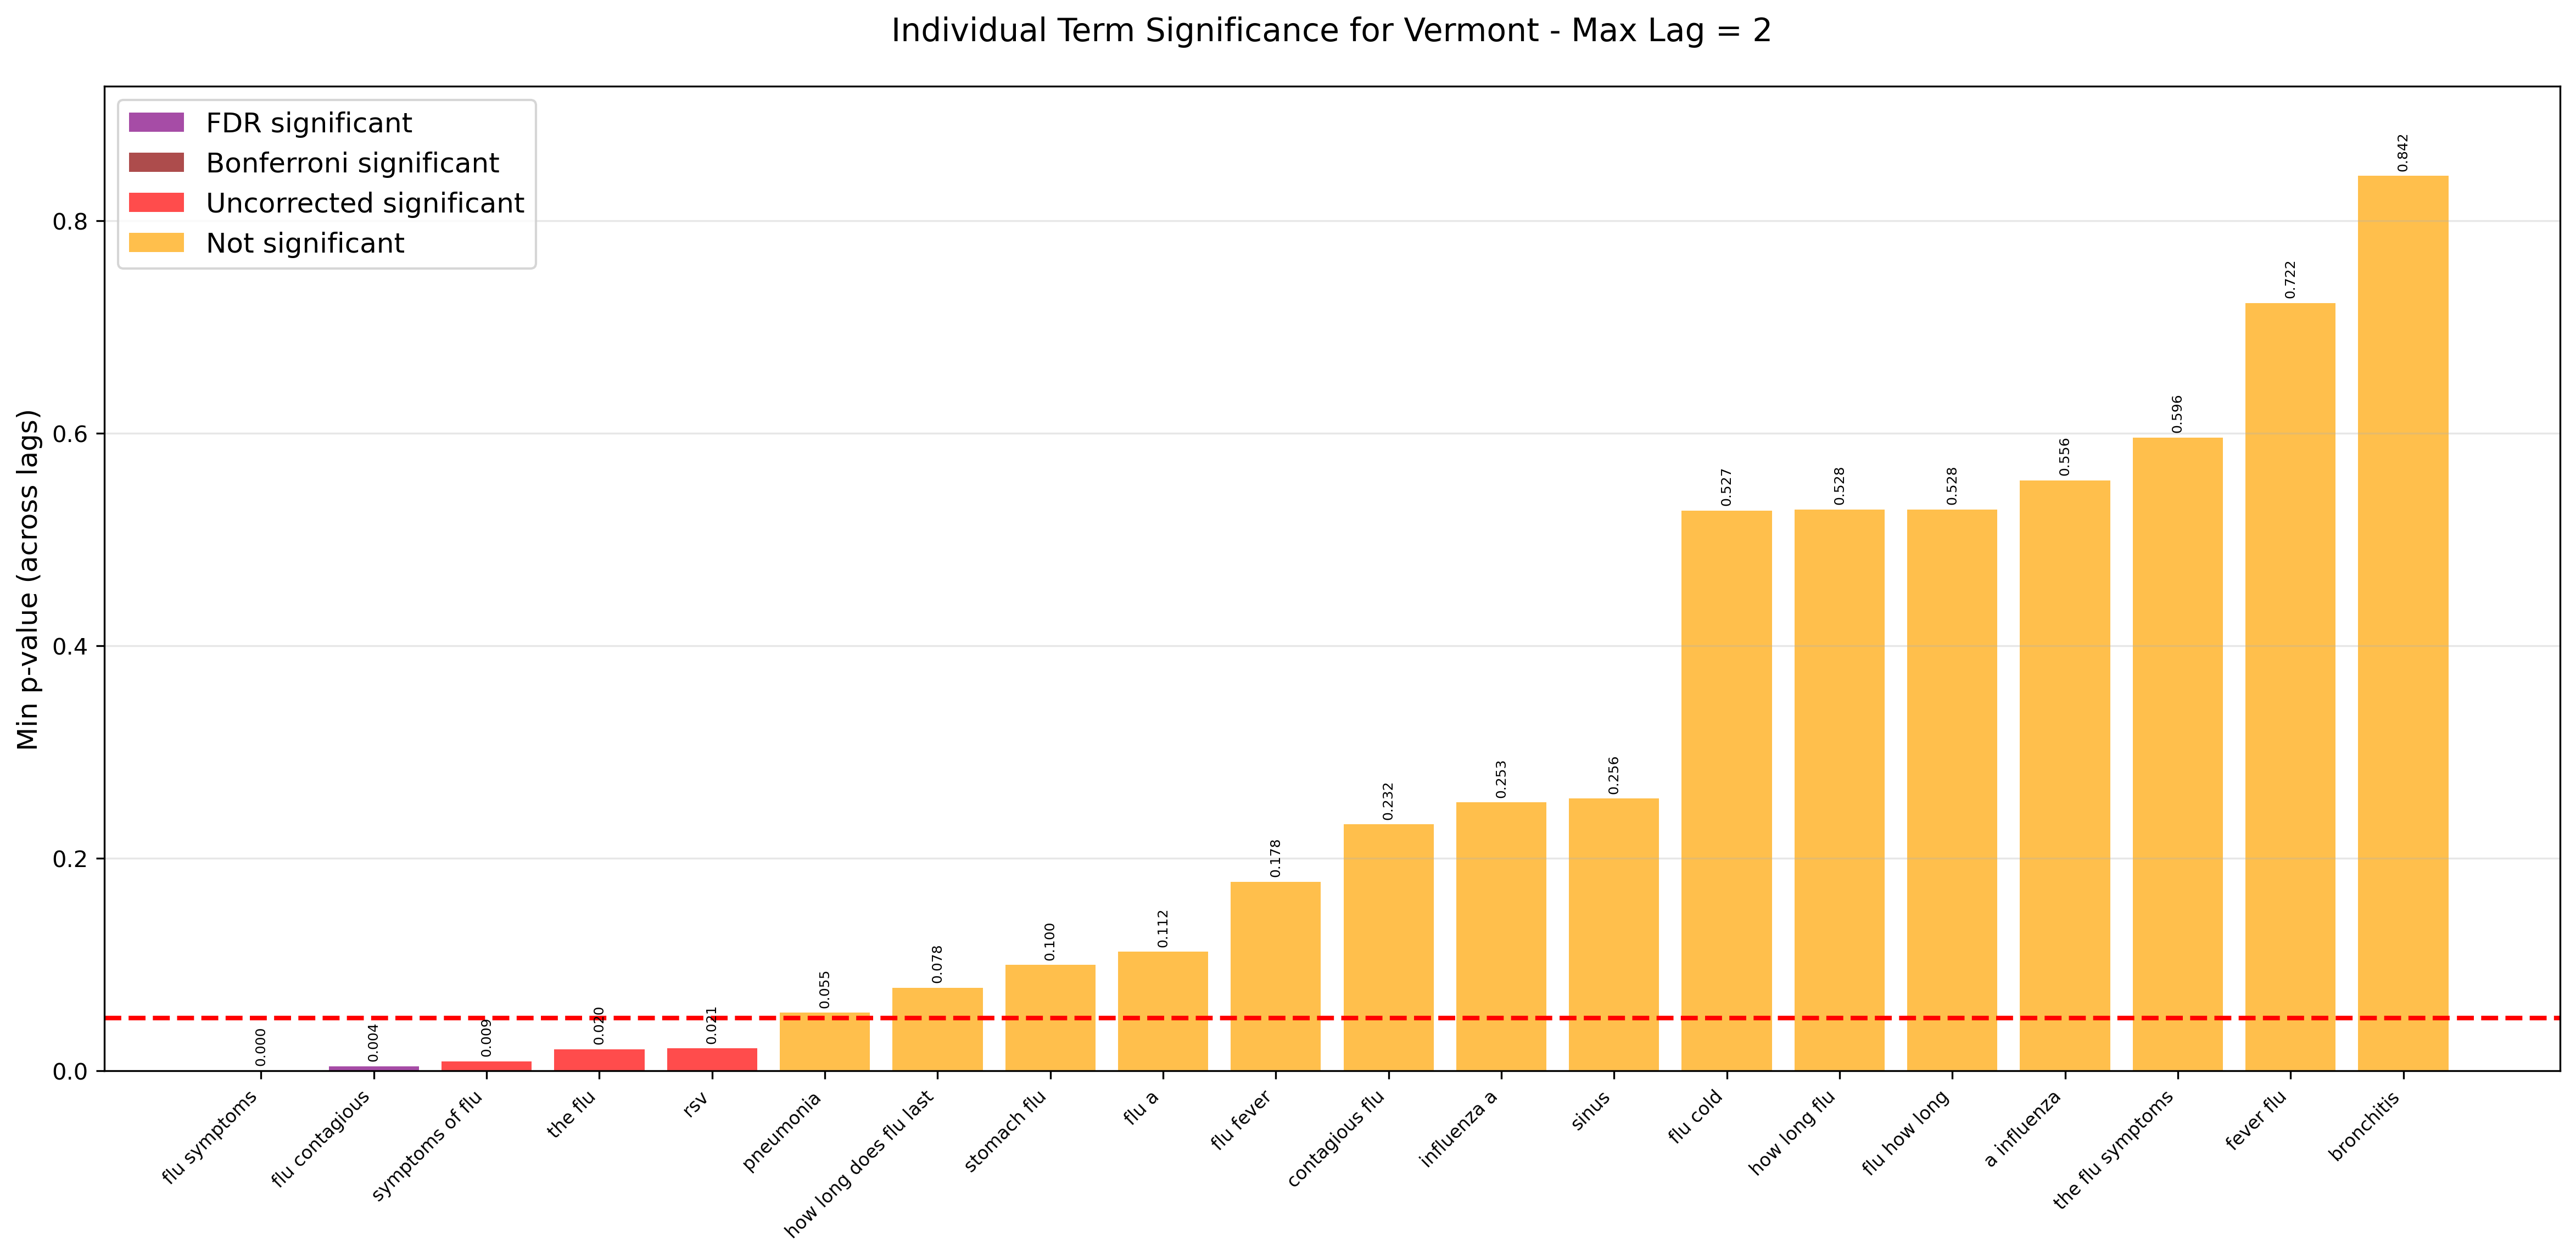 Individual Term Significance for Vermont - Max Lag = 2
FDR significant
Bonferroni significant
Uncorrected significant
Not significant
Min p-value (across lags)
0.8
0.6
0.4
0.2
0.0
0.000
0.004
0.009
0.020
0.021
0.055
0.078
0.100
0.112
0.178
0.232
0.253
0.256
0.527
0.528
0.528
0.556
0.596
0.722
0.842
flu symptoms
flu contagious
symptoms of flu
the flu
rsv
pneumonia
how long does flu last
stomach flu
flu a
flu fever
contagious flu
influenza a
sinus
flu cold
how long flu
flu how long
a influenza
the flu symptoms
fever flu
bronchitis